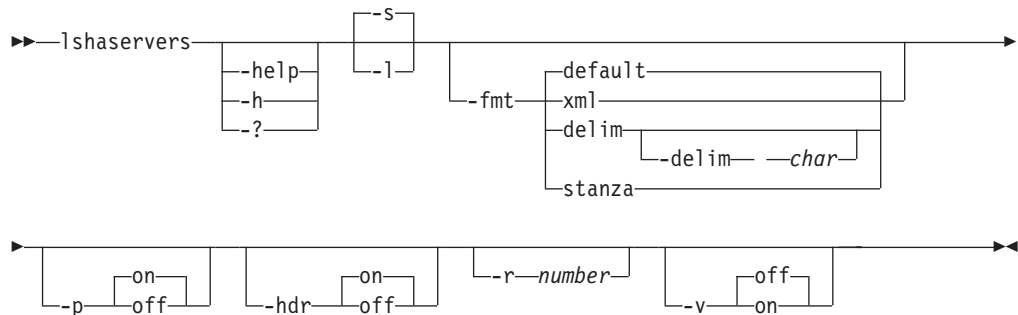 -s
lshaservers
-help
-h
-?
-l
-fmt
default
xml
delim
-delim char
stanza
on
-p off
on
-hdr off
-r number
off
-v on